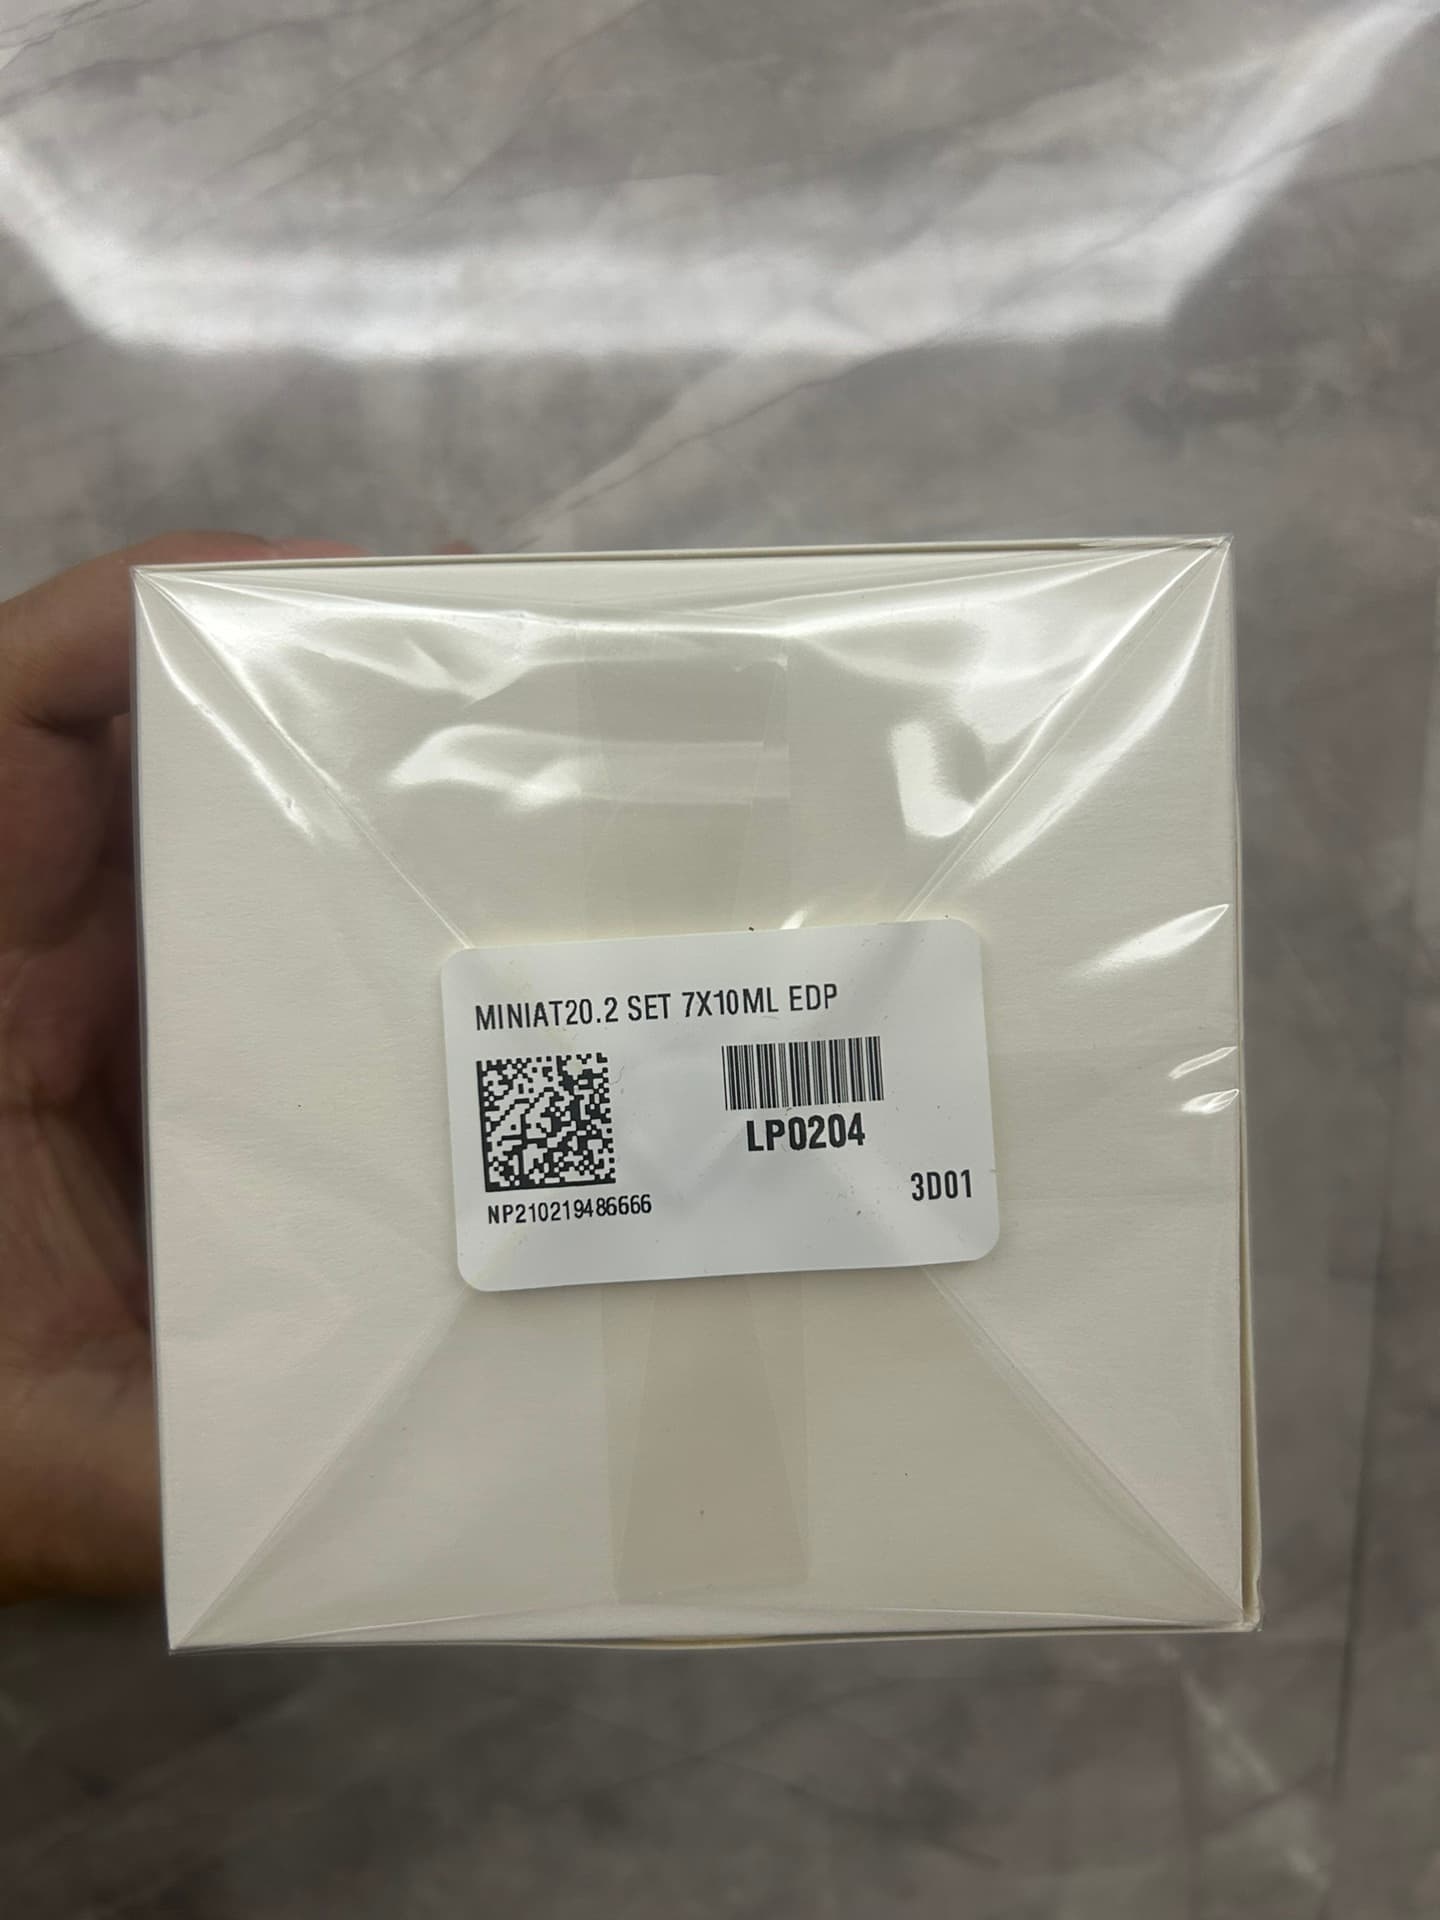 MINIAT20.2 SET 7X10ML EDP
LP0204
3D01
NP210219486666